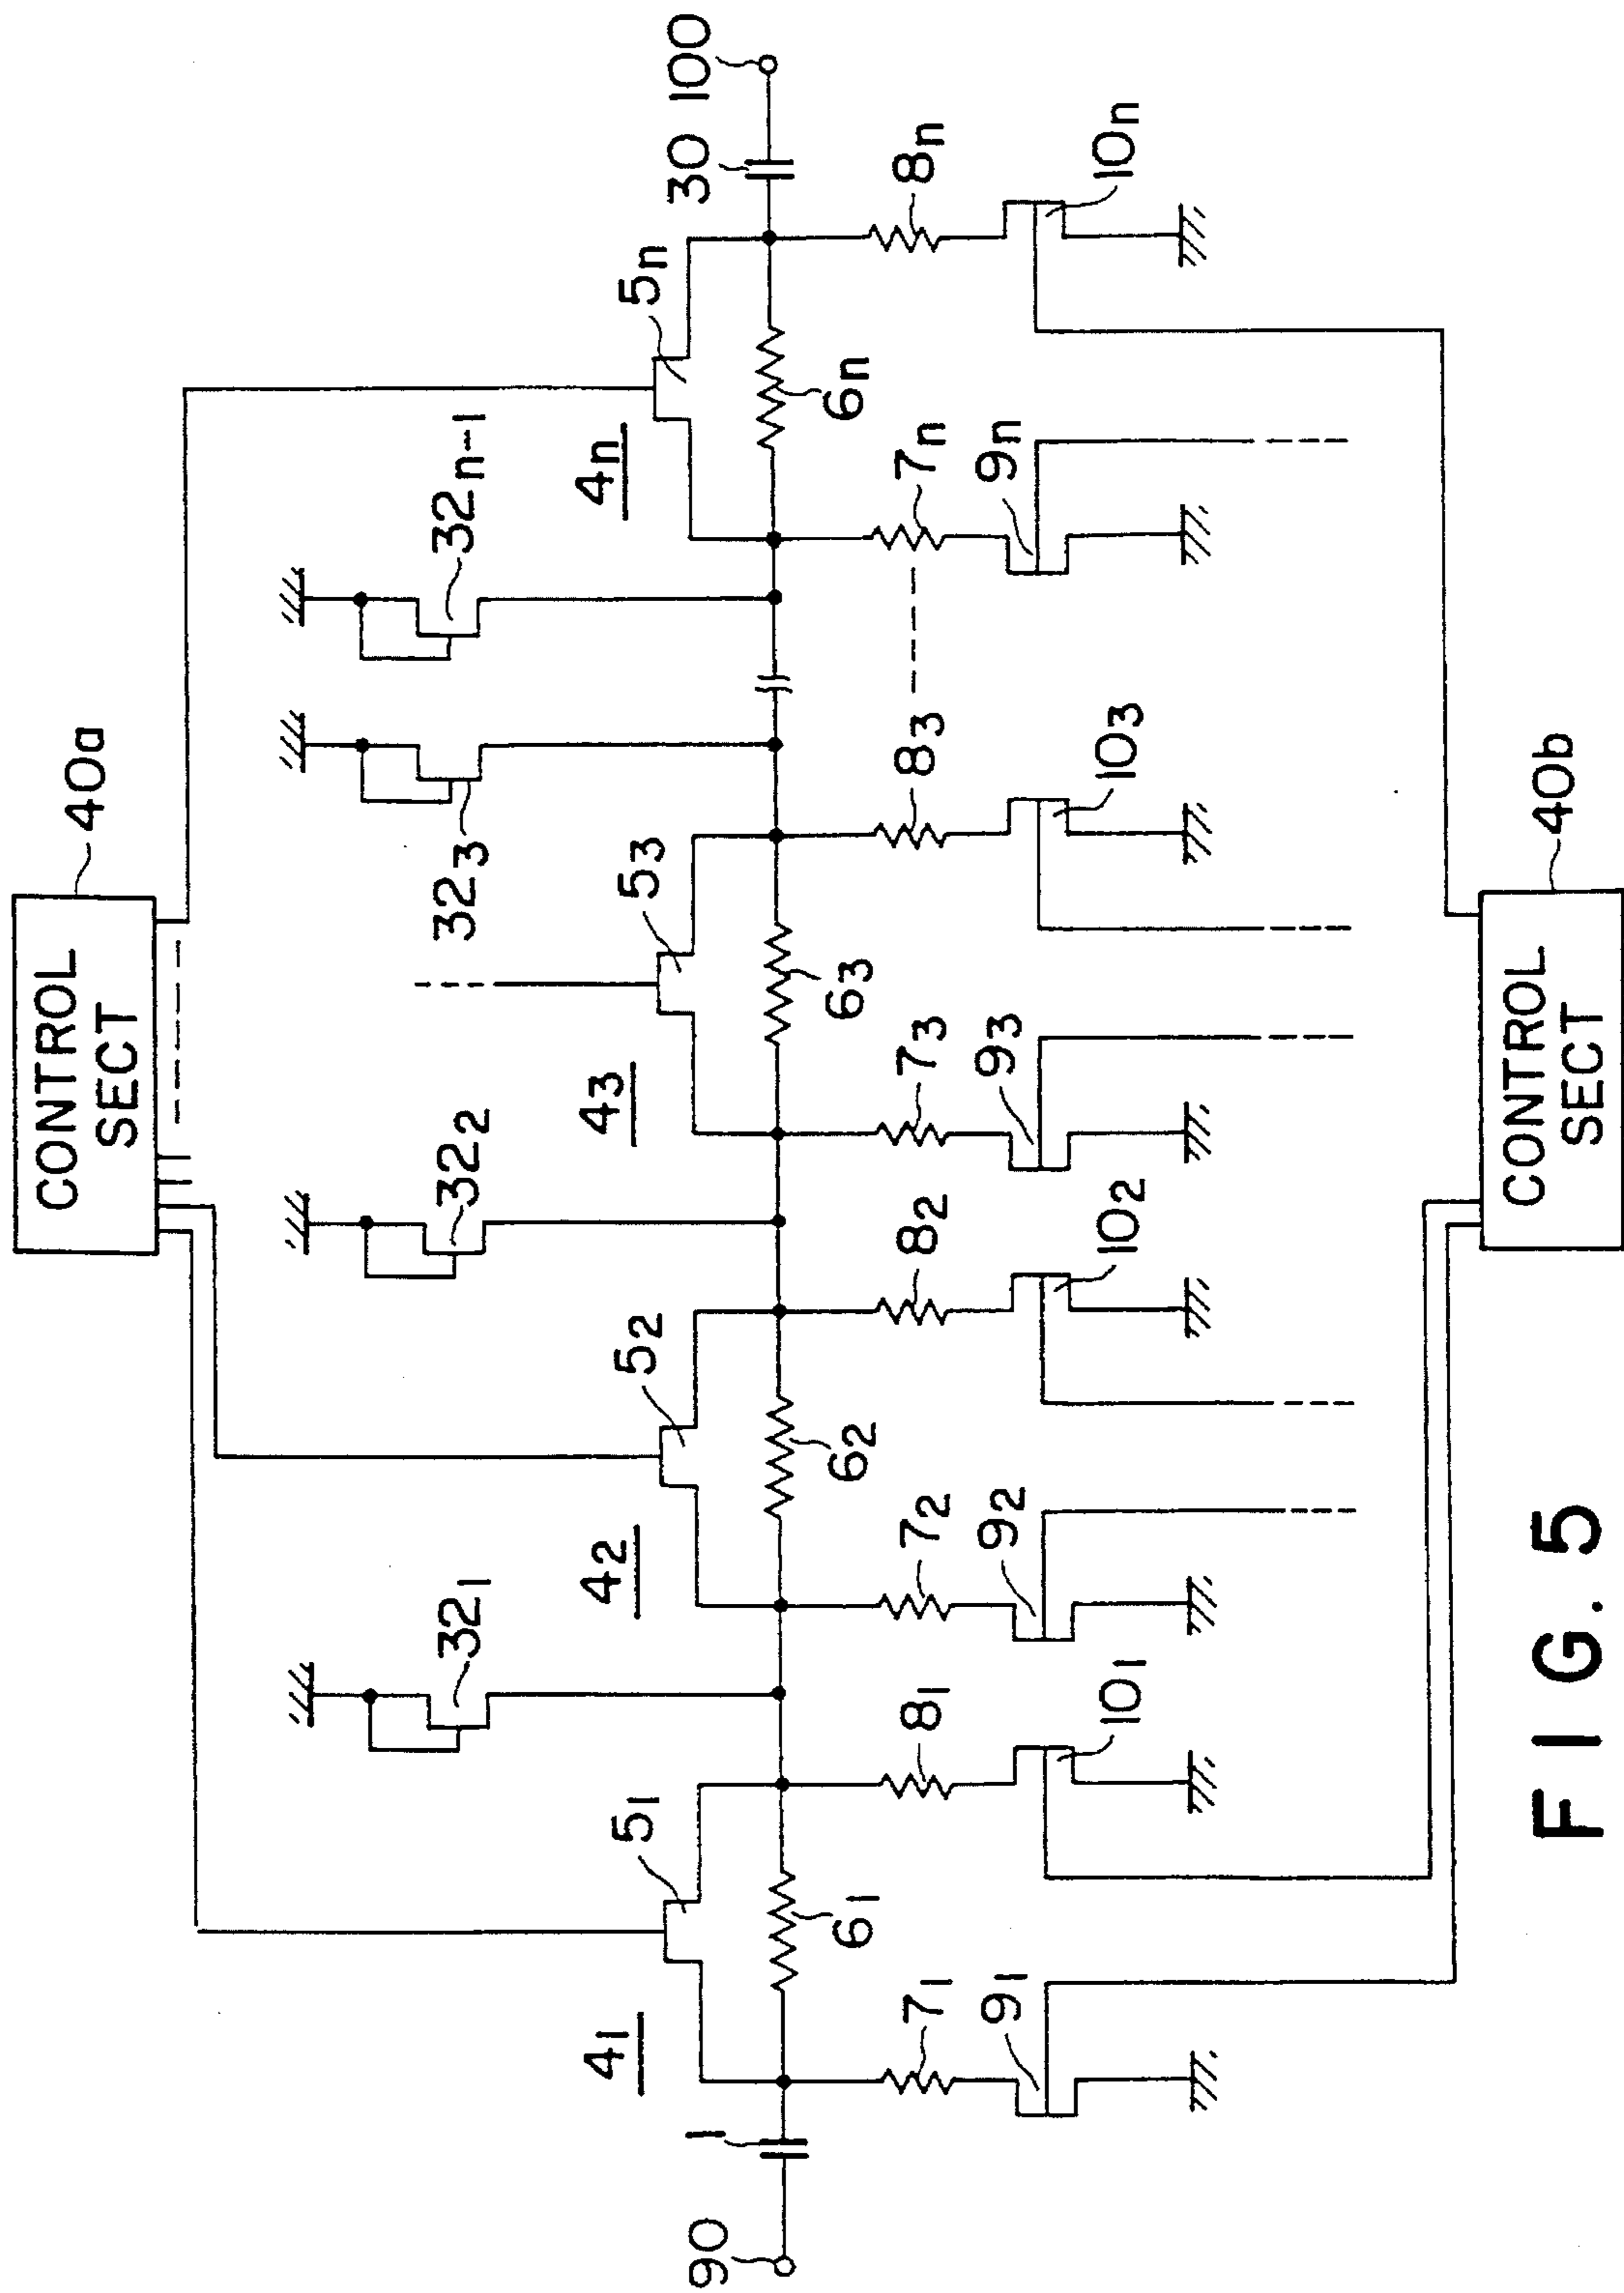 CONTROL
SECT
40a
32₁
32₂
32₃
32ₙ₋₁
4₁
5₁
4₂
5₂
4₃
5₃
4ₙ
5ₙ
90
1
6₁
6₂
6₃
6ₙ
30
100
7₁
8₁
7₂
8₂
7₃
8₃
7ₙ
8ₙ
9₁
10₁
9₂
10₂
9₃
10₃
9ₙ
10ₙ
CONTROL
SECT
40b
FIG. 5